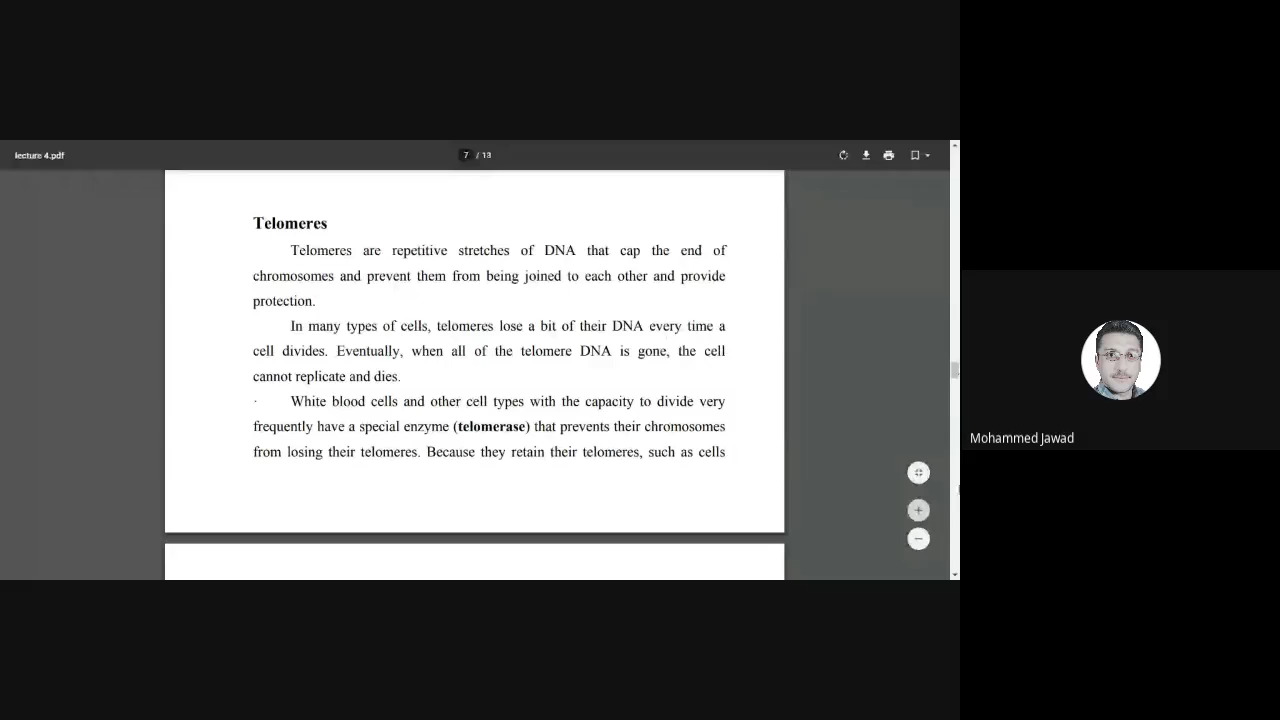 lecture 4.pdf
7 / 13
Telomeres
Telomeres are repetitive stretches of DNA that cap the end of
chromosomes and prevent them from being joined to each other and provide
protection.
In many types of cells, telomeres lose a bit of their DNA every time a
cell divides. Eventually, when all of the telomere DNA is gone, the cell
cannot replicate and dies.
· White blood cells and other cell types with the capacity to divide very
frequently have a special enzyme (telomerase) that prevents their chromosomes
from losing their telomeres. Because they retain their telomeres, such as cells
Mohammed Jawad